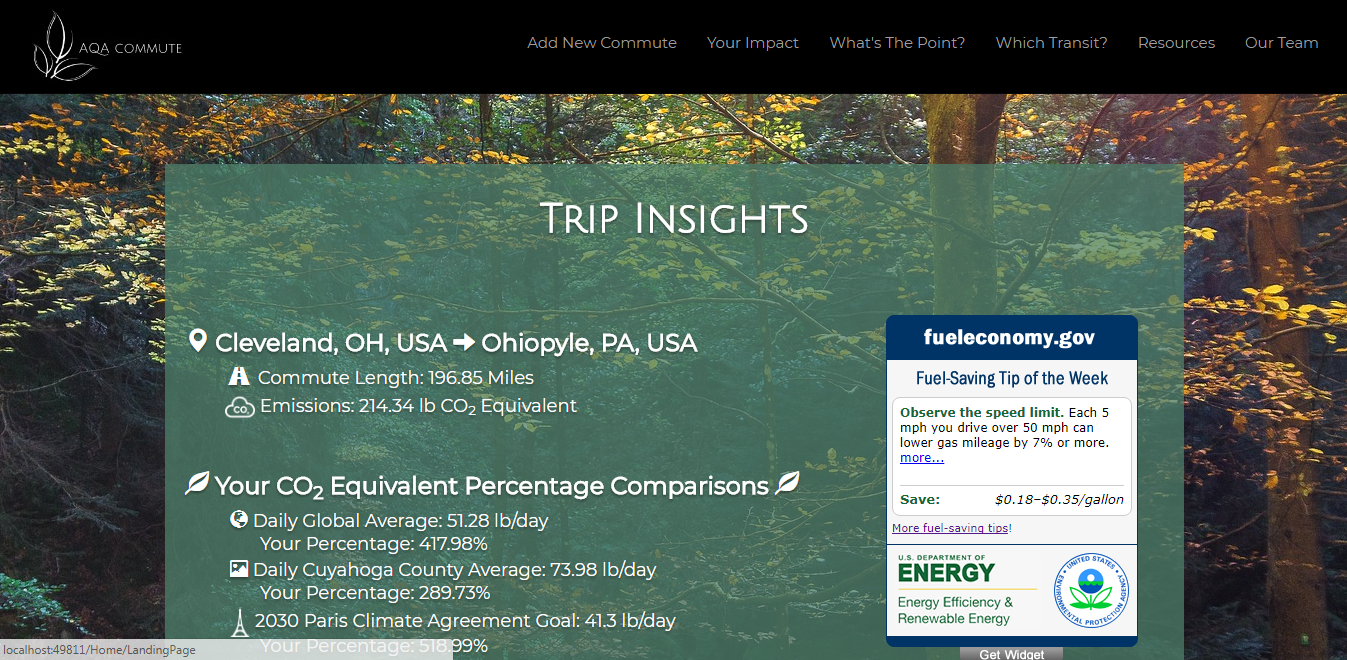 AQA COMMUTE
Add New Commute Your Impact What's The Point? Which Transit? Resources Our Team
Trip Insights
Cleveland, OH, USA ➡ Ohiopyle, PA, USA
Commute Length: 196.85 Miles
CO₂
Emissions: 214.34 lb CO₂ Equivalent
Your CO₂ Equivalent Percentage Comparisons
Daily Global Average: 51.28 lb/day
Your Percentage: 417.98%
Daily Cuyahoga County Average: 73.98 lb/day
Your Percentage: 289.73%
2030 Paris Climate Agreement Goal: 41.3 lb/day
Your Percentage: 518.99%
fueleconomy.gov
Fuel-Saving Tip of the Week
Observe the speed limit. Each 5
mph you drive over 50 mph can
lower gas mileage by 7% or more.
more...
Save: $0.18–$0.35/gallon
More fuel-saving tips!
U.S. DEPARTMENT OF
ENERGY
Energy Efficiency &
Renewable Energy
UNITED STATES
ENVIRONMENTAL PROTECTION AGENCY
Get Widget
localhost:49811/Home/LandingPage